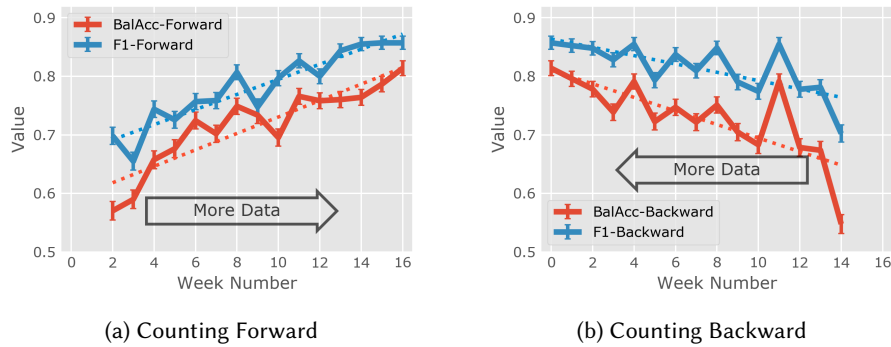 0.9
0.8
0.7
0.6
0.5
Value
BalAcc-Forward
F1-Forward
More Data
0 2 4 6 8 10 12 14 16
Week Number
(a) Counting Forward
0.9
0.8
0.7
0.6
0.5
Value
More Data
BalAcc-Backward
F1-Backward
0 2 4 6 8 10 12 14 16
Week Number
(b) Counting Backward